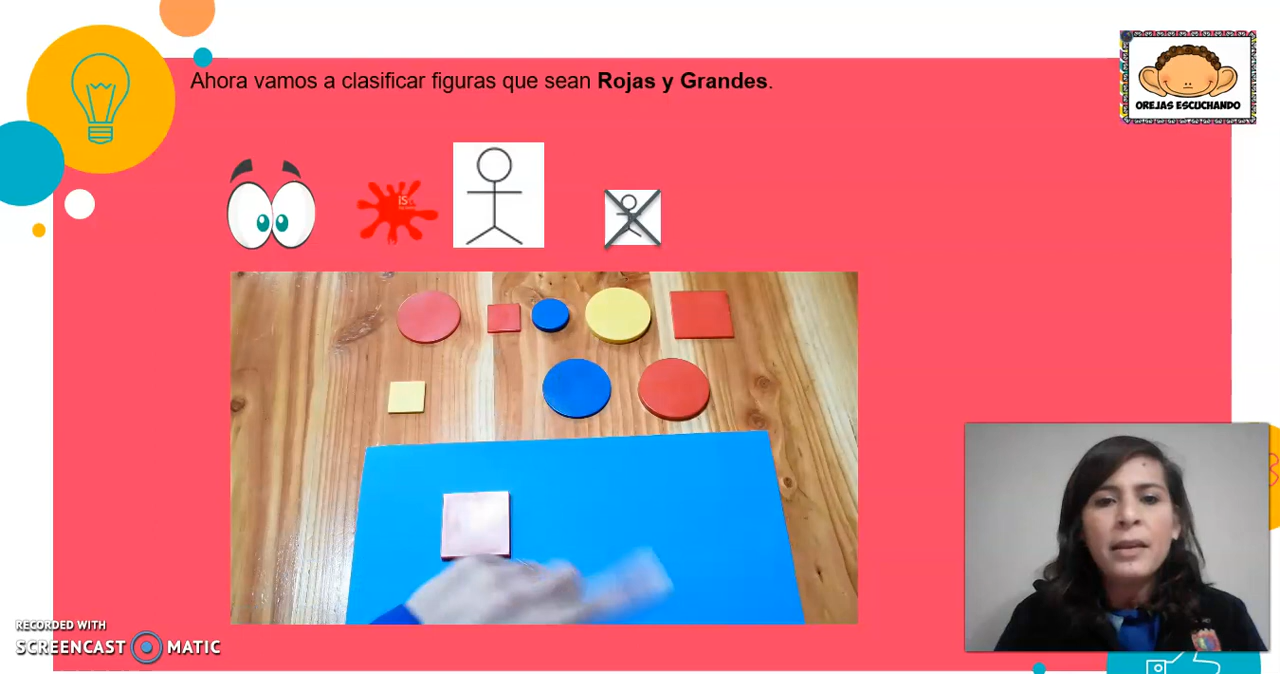 Ahora vamos a clasificar figuras que sean Rojas y Grandes.
OREJAS ESCUCHANDO
RECORDED WITH
SCREENCAST MATIC